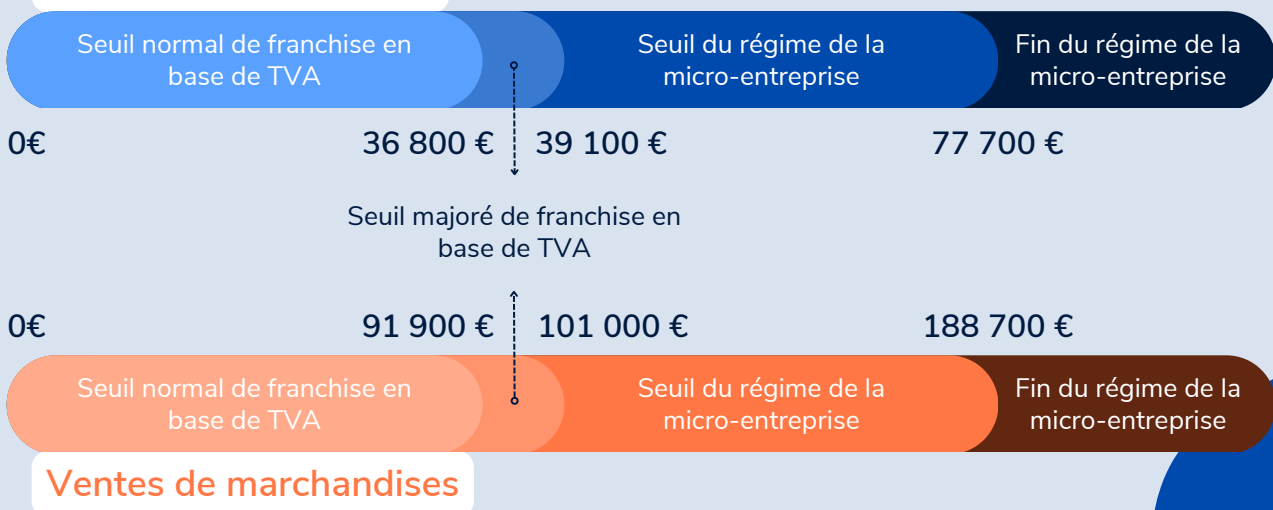 Seuil normal de franchise en
base de TVA
Seuil du régime de la
micro-entreprise
Fin du régime de la
micro-entreprise
0€
36 800 €
39 100 €
77 700 €
Seuil majoré de franchise en
base de TVA
0€
91 900 €
101 000 €
188 700 €
Seuil normal de franchise en
base de TVA
Seuil du régime de la
micro-entreprise
Fin du régime de la
micro-entreprise
Ventes de marchandises